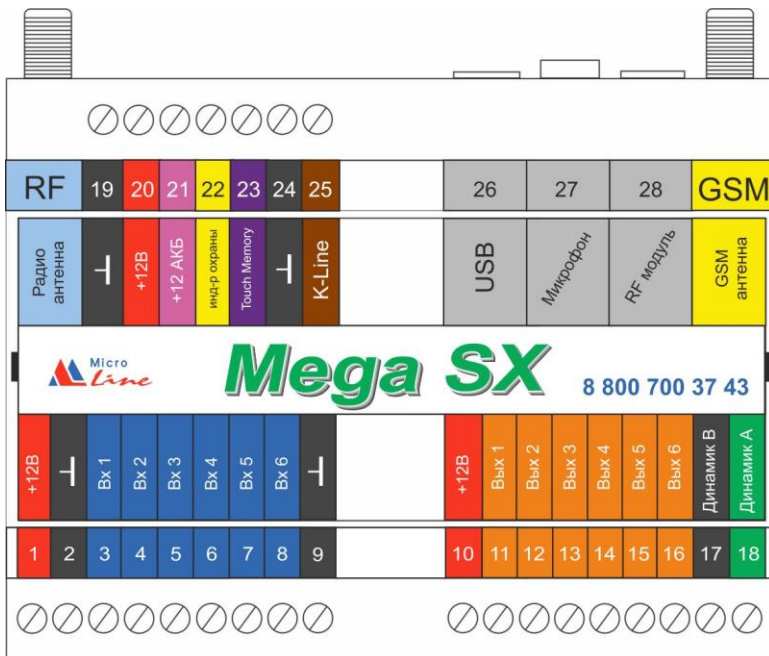 RF 19 20 21 22 23 24 25 26 27 28 GSM
Радио антенна ⊥ +12В +12 АКБ инд-р охраны Touch Memory ⊥ K-Line USB Микрофон RF модуль GSM антенна
Micro Line Mega SX 8 800 700 37 43
+12В ⊥ Вх 1 Вх 2 Вх 3 Вх 4 Вх 5 Вх 6 ⊥ +12В Вых 1 Вых 2 Вых 3 Вых 4 Вых 5 Вых 6 Динамик В Динамик А
1 2 3 4 5 6 7 8 9 10 11 12 13 14 15 16 17 18